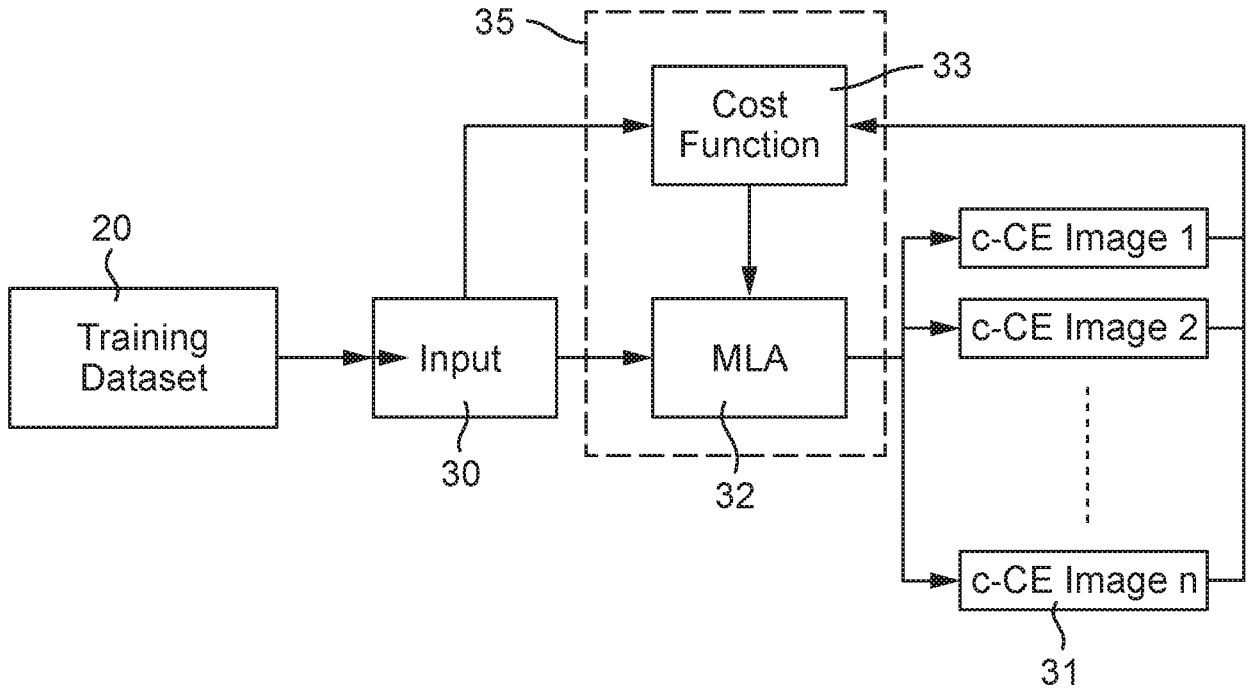 35
33
Cost
Function
20
Training
Dataset
Input
MLA
30
32
c-CE Image 1
c-CE Image 2
c-CE Image n
31